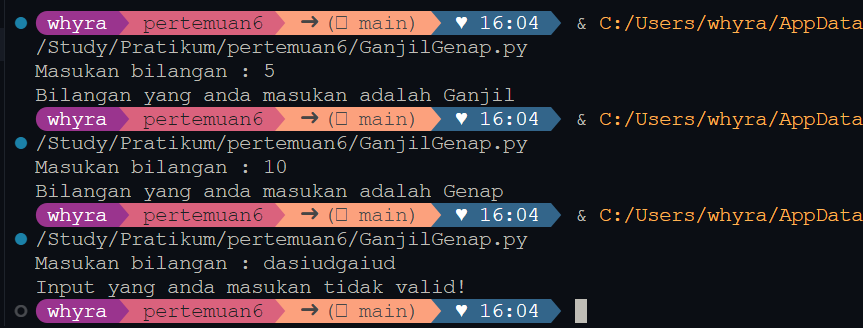 whyra pertemuan6 ➜ (▯ main) ♥ 16:04 & C:/Users/whyra/AppData
/Study/Pratikum/pertemuan6/GanjilGenap.py
Masukan bilangan : 5
Bilangan yang anda masukan adalah Ganjil
whyra pertemuan6 ➜ (▯ main) ♥ 16:04 & C:/Users/whyra/AppData
/Study/Pratikum/pertemuan6/GanjilGenap.py
Masukan bilangan : 10
Bilangan yang anda masukan adalah Genap
whyra pertemuan6 ➜ (▯ main) ♥ 16:04 & C:/Users/whyra/AppData
/Study/Pratikum/pertemuan6/GanjilGenap.py
Masukan bilangan : dasiudgaiud
Input yang anda masukan tidak valid!
whyra pertemuan6 ➜ (▯ main) ♥ 16:04